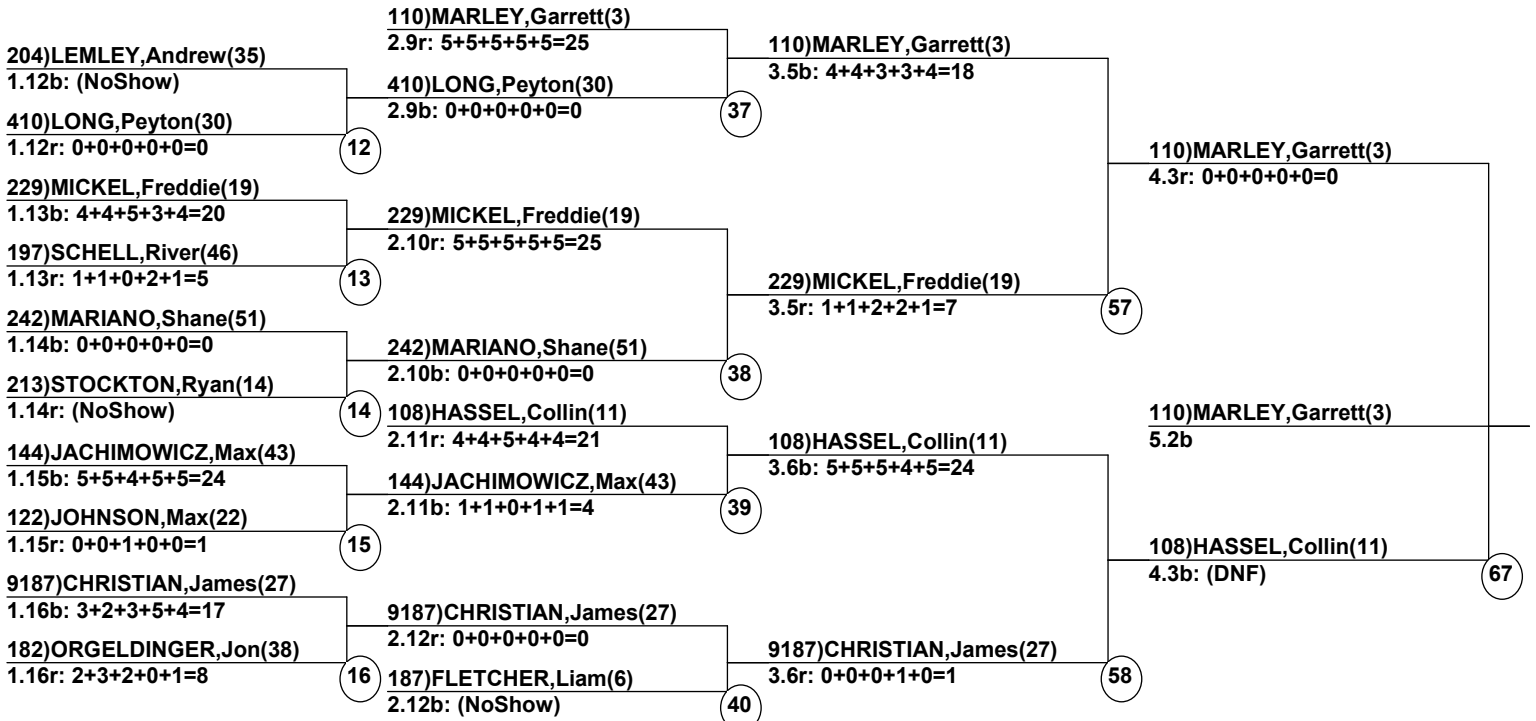 204)LEMLEY,Andrew(35)
1.12b: (NoShow)
410)LONG,Peyton(30)
1.12r: 0+0+0+0+0=0
12
229)MICKEL,Freddie(19)
1.13b: 4+4+5+3+4=20
197)SCHELL,River(46)
1.13r: 1+1+0+2+1=5
13
242)MARIANO,Shane(51)
1.14b: 0+0+0+0+0=0
213)STOCKTON,Ryan(14)
1.14r: (NoShow)
14
144)JACHIMOWICZ,Max(43)
1.15b: 5+5+4+5+5=24
122)JOHNSON,Max(22)
1.15r: 0+0+1+0+0=1
15
9187)CHRISTIAN,James(27)
1.16b: 3+2+3+5+4=17
182)ORGELDINGER,Jon(38)
1.16r: 2+3+2+0+1=8
16
110)MARLEY,Garrett(3)
2.9r: 5+5+5+5+5=25
410)LONG,Peyton(30)
2.9b: 0+0+0+0+0=0
37
229)MICKEL,Freddie(19)
2.10r: 5+5+5+5+5=25
242)MARIANO,Shane(51)
2.10b: 0+0+0+0+0=0
38
108)HASSEL,Collin(11)
2.11r: 4+4+5+4+4=21
144)JACHIMOWICZ,Max(43)
2.11b: 1+1+0+1+1=4
39
9187)CHRISTIAN,James(27)
2.12r: 0+0+0+0+0=0
187)FLETCHER,Liam(6)
2.12b: (NoShow)
40
110)MARLEY,Garrett(3)
3.5b: 4+4+3+3+4=18
229)MICKEL,Freddie(19)
3.5r: 1+1+2+2+1=7
57
108)HASSEL,Collin(11)
3.6b: 5+5+5+4+5=24
9187)CHRISTIAN,James(27)
3.6r: 0+0+0+1+0=1
58
110)MARLEY,Garrett(3)
4.3r: 0+0+0+0+0=0
108)HASSEL,Collin(11)
4.3b: (DNF)
67
110)MARLEY,Garrett(3)
5.2b